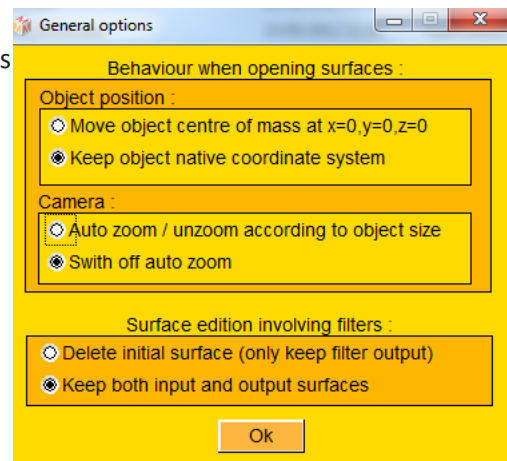 General options
s
Behaviour when opening surfaces :
Object position :
Move object centre of mass at x=0,y=0,z=0
Keep object native coordinate system
Camera :
Auto zoom / unzoom according to object size
Swith off auto zoom
Surface edition involving filters :
Delete initial surface (only keep filter output)
Keep both input and output surfaces
Ok